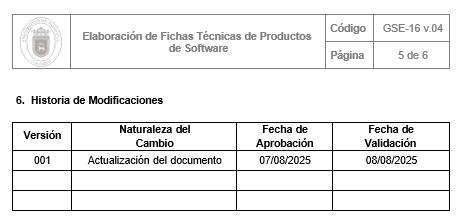 Elaboración de Fichas Técnicas de Productos
de Software
Código
GSE-16 v.04
Página
5 de 6
6. Historia de Modificaciones
Versión
Naturaleza del
Cambio
Fecha de
Aprobación
Fecha de
Validación
001
Actualización del documento
07/08/2025
08/08/2025